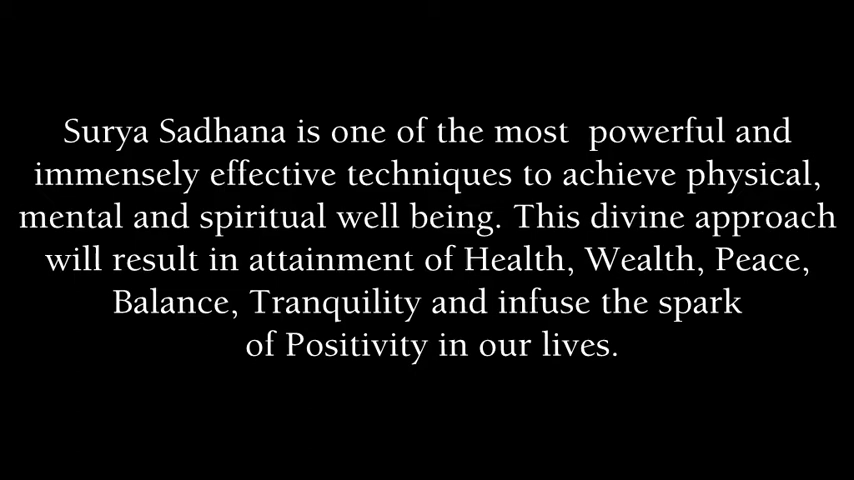 Surya Sadhana is one of the most powerful and
immensely effective techniques to achieve physical,
mental and spiritual well being. This divine approach
will result in attainment of Health, Wealth, Peace,
Balance, Tranquility and infuse the spark
of Positivity in our lives.